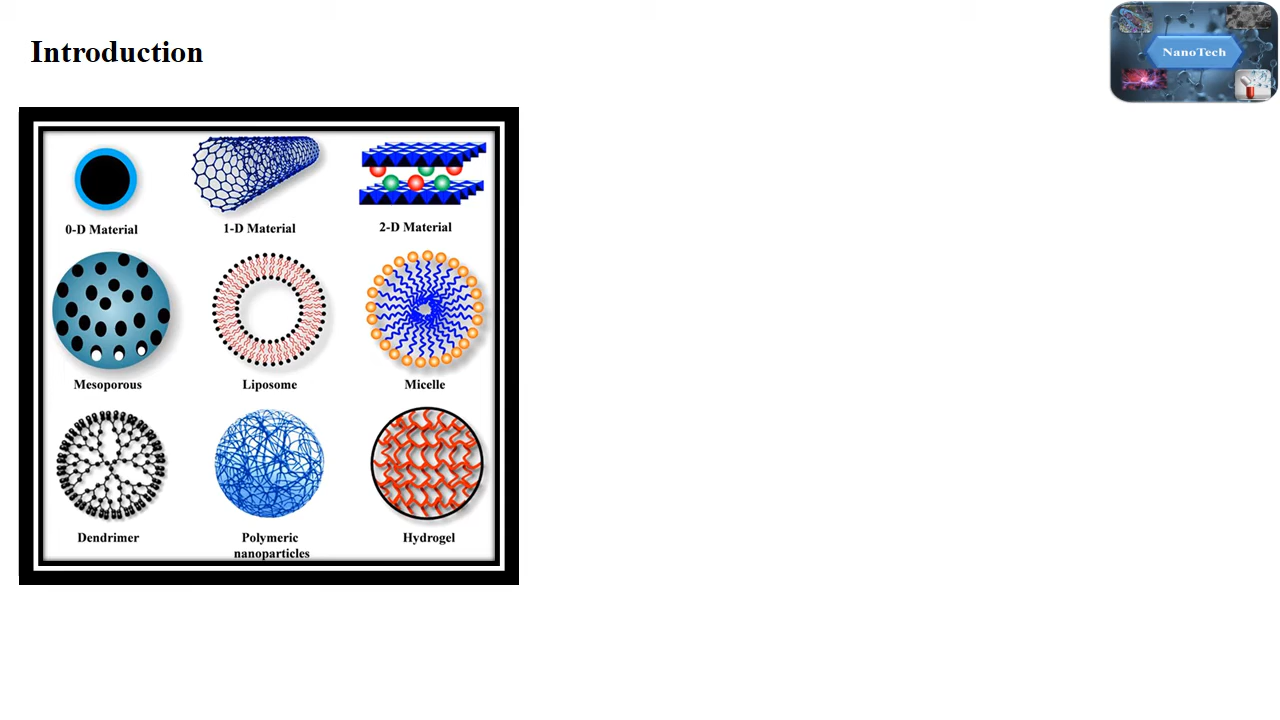 Introduction
NanoTech
0-D Material
1-D Material
2-D Material
Mesoporous
Liposome
Micelle
Dendrimer
Polymeric
nanoparticles
Hydrogel